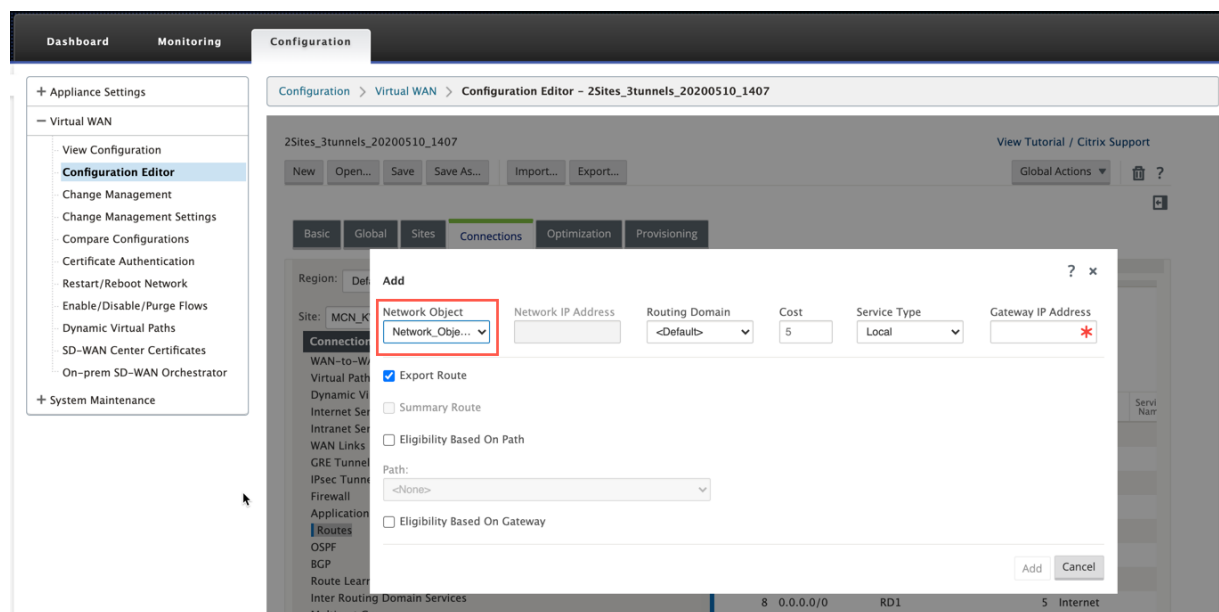 Dashboard Monitoring Configuration
+ Appliance Settings
− Virtual WAN
View Configuration
Configuration Editor
Change Management
Change Management Settings
Compare Configurations
Certificate Authentication
Restart/Reboot Network
Enable/Disable/Purge Flows
Dynamic Virtual Paths
SD-WAN Center Certificates
On-prem SD-WAN Orchestrator
+ System Maintenance
Configuration > Virtual WAN > Configuration Editor - 2Sites_3tunnels_20200510_1407
2Sites_3tunnels_20200510_1407 View Tutorial / Citrix Support
New Open... Save Save As... Import... Export... Global Actions ▼ ?
Basic Global Sites Connections Optimization Provisioning
Region: Def
Site: MCN_K
Connection
WAN-to-WA
Virtual Path
Dynamic Vi
Internet Ser
Intranet Ser
WAN Links
GRE Tunnel
IPsec Tunne
Firewall
Application
Routes
OSPF
BGP
Route Learn
Inter Routing Domain Services
Add ? ×
Network Object Network IP Address Routing Domain Cost Service Type Gateway IP Address
Network_Obje... <Default> 5 Local *
Export Route
Summary Route
Eligibility Based On Path
Path:
<None>
Eligibility Based On Gateway
Add Cancel
Servi
Nam
8 0.0.0.0/0 RD1 5 Internet